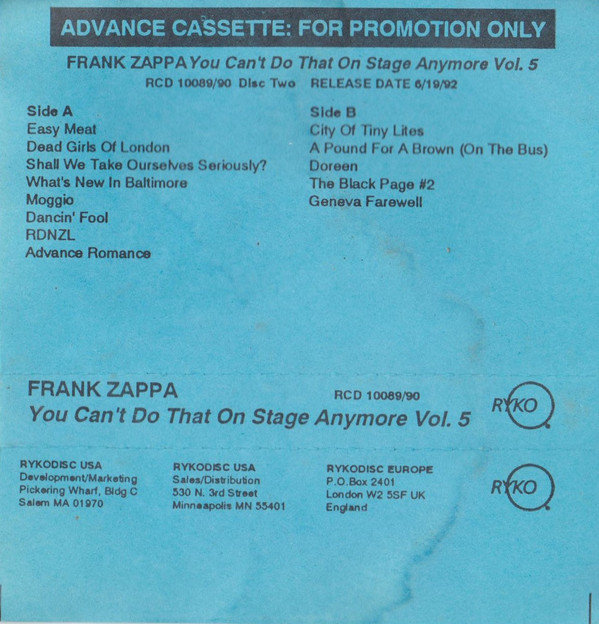 ADVANCE CASSETTE: FOR PROMOTION ONLY
FRANK ZAPPA You Can't Do That On Stage Anymore Vol. 5
RCD 10089/90 Disc Two RELEASE DATE 6/19/92
Side A
Easy Meat
Dead Girls Of London
Shall We Take Ourselves Seriously?
What's New In Baltimore
Moggio
Dancin' Fool
RDNZL
Advance Romance
Side B
City Of Tiny Lites
A Pound For A Brown (On The Bus)
Doreen
The Black Page #2
Geneva Farewell
FRANK ZAPPA
RCD 10089/90
You Can't Do That On Stage Anymore Vol. 5
RYKO
RYKODISC USA
Development/Marketing
Pickering Wharf, Bldg C
Salem MA 01970
RYKODISC USA
Sales/Distribution
530 N. 3rd Street
Minneapolis MN 55401
RYKODISC EUROPE
P.O.Box 2401
London W2 5SF UK
England
RYKO